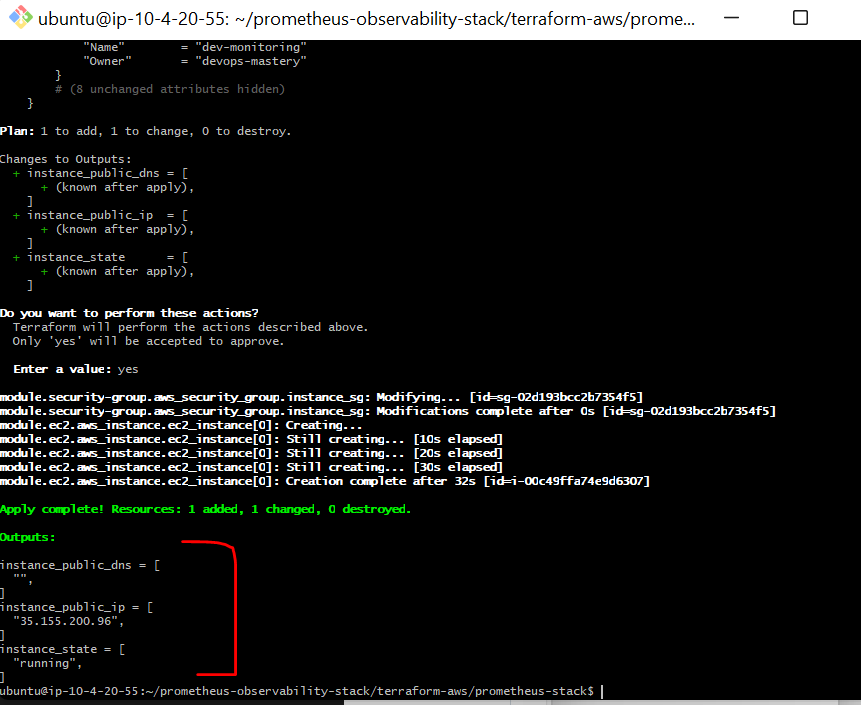 ubuntu@ip-10-4-20-55: ~/prometheus-observability-stack/terraform-aws/prome...
"Name" = "dev-monitoring"
"Owner" = "devops-mastery"
}
# (8 unchanged attributes hidden)
}
Plan: 1 to add, 1 to change, 0 to destroy.
Changes to Outputs:
+ instance_public_dns = [
+ (known after apply),
]
+ instance_public_ip = [
+ (known after apply),
]
+ instance_state = [
+ (known after apply),
]
Do you want to perform these actions?
Terraform will perform the actions described above.
Only 'yes' will be accepted to approve.
Enter a value: yes
module.security-group.aws_security_group.instance_sg: Modifying... [id=sg-02d193bcc2b7354f5]
module.security-group.aws_security_group.instance_sg: Modifications complete after 0s [id=sg-02d193bcc2b7354f5]
module.ec2.aws_instance.ec2_instance[0]: Creating...
module.ec2.aws_instance.ec2_instance[0]: Still creating... [10s elapsed]
module.ec2.aws_instance.ec2_instance[0]: Still creating... [20s elapsed]
module.ec2.aws_instance.ec2_instance[0]: Still creating... [30s elapsed]
module.ec2.aws_instance.ec2_instance[0]: Creation complete after 32s [id=i-00c49ffa74e9d6307]
Apply complete! Resources: 1 added, 1 changed, 0 destroyed.
Outputs:
instance_public_dns = [
"",
]
instance_public_ip = [
"35.155.200.96",
]
instance_state = [
"running",
]
ubuntu@ip-10-4-20-55:~/prometheus-observability-stack/terraform-aws/prometheus-stack$